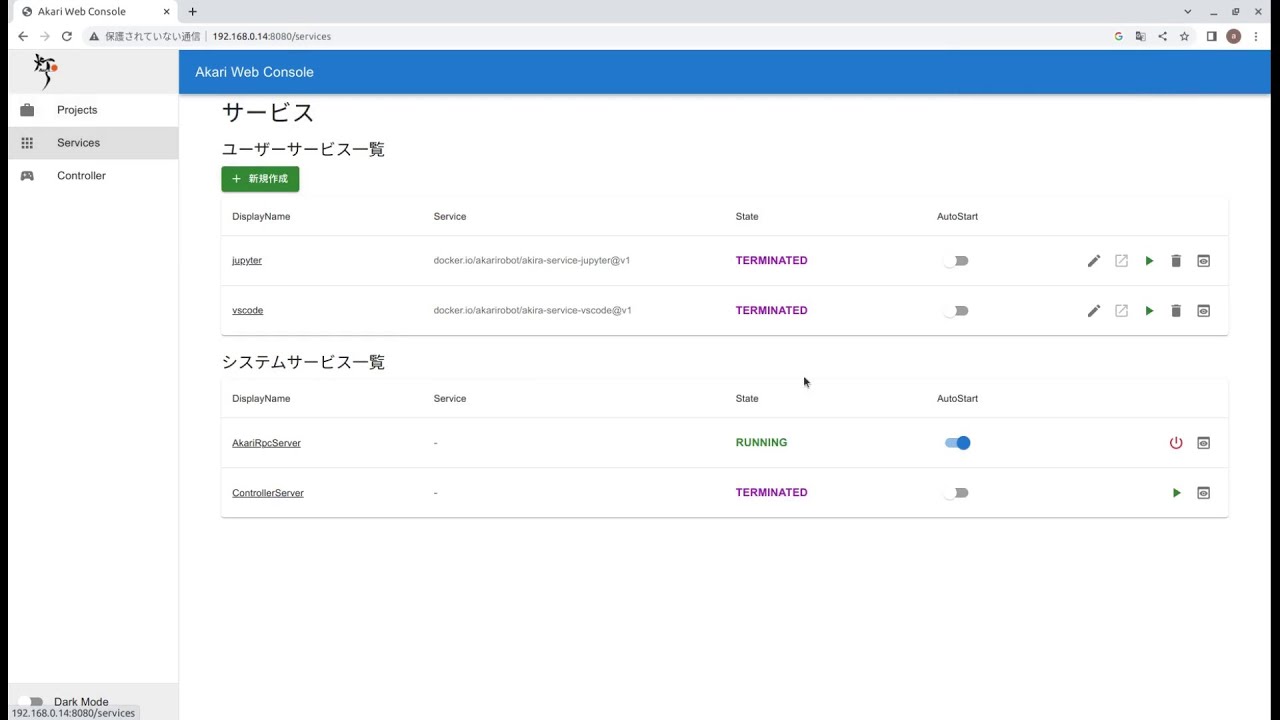 Akari Web Console
保護されていない通信 | 192.168.0.14:8080/services
a
Akari Web Console
Projects
Services
Controller
サービス
ユーザーサービス一覧
+ 新規作成
DisplayName Service State AutoStart
jupyter docker.io/akarirobot/akira-service-jupyter@v1 TERMINATED
vscode docker.io/akarirobot/akira-service-vscode@v1 TERMINATED
システムサービス一覧
DisplayName Service State AutoStart
AkariRpcServer - RUNNING
ControllerServer - TERMINATED
Dark Mode
192.168.0.14:8080/services